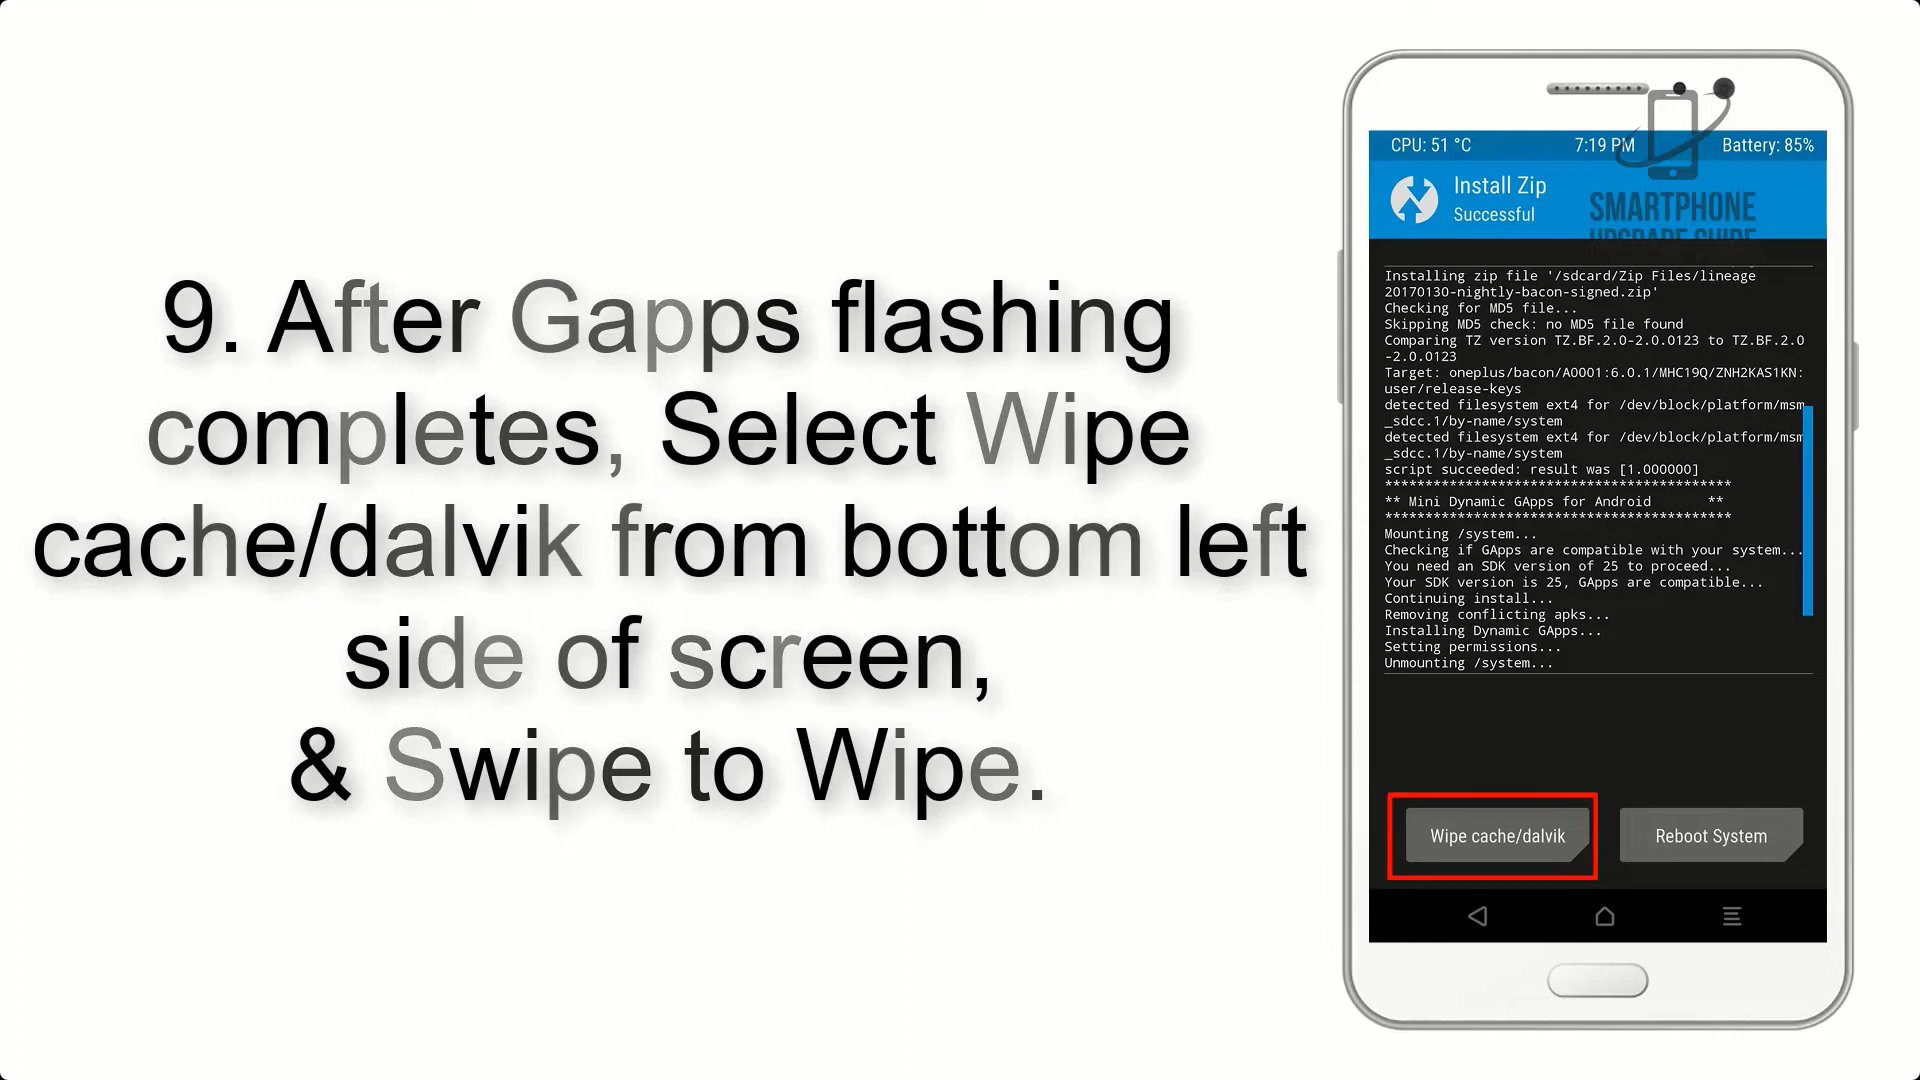 9. After Gapps flashing
completes, Select Wipe
cache/dalvik from bottom left
side of screen,
& Swipe to Wipe.
CPU: 51 °C 7:19 PM Battery: 85%
Install Zip
Successful
SMARTPHONE
UPGRADE GUIDE
Installing zip file '/sdcard/Zip Files/lineage
20170130-nightly-bacon-signed.zip'
Checking for MD5 file...
Skipping MD5 check: no MD5 file found
Comparing TZ version TZ.BF.2.0-2.0.0123 to TZ.BF.2.0
-2.0.0123
Target: oneplus/bacon/A0001:6.0.1/MHC19Q/ZNH2KAS1KN:
user/release-keys
detected filesystem ext4 for /dev/block/platform/msm
_sdcc.1/by-name/system
detected filesystem ext4 for /dev/block/platform/msm
_sdcc.1/by-name/system
script succeeded: result was [1.000000]
*******************************************
** Mini Dynamic GApps for Android **
*******************************************
Mounting /system...
Checking if GApps are compatible with your system...
You need an SDK version of 25 to proceed...
Your SDK version is 25, GApps are compatible...
Continuing install...
Removing conflicting apks...
Installing Dynamic GApps...
Setting permissions...
Unmounting /system...
Wipe cache/dalvik Reboot System